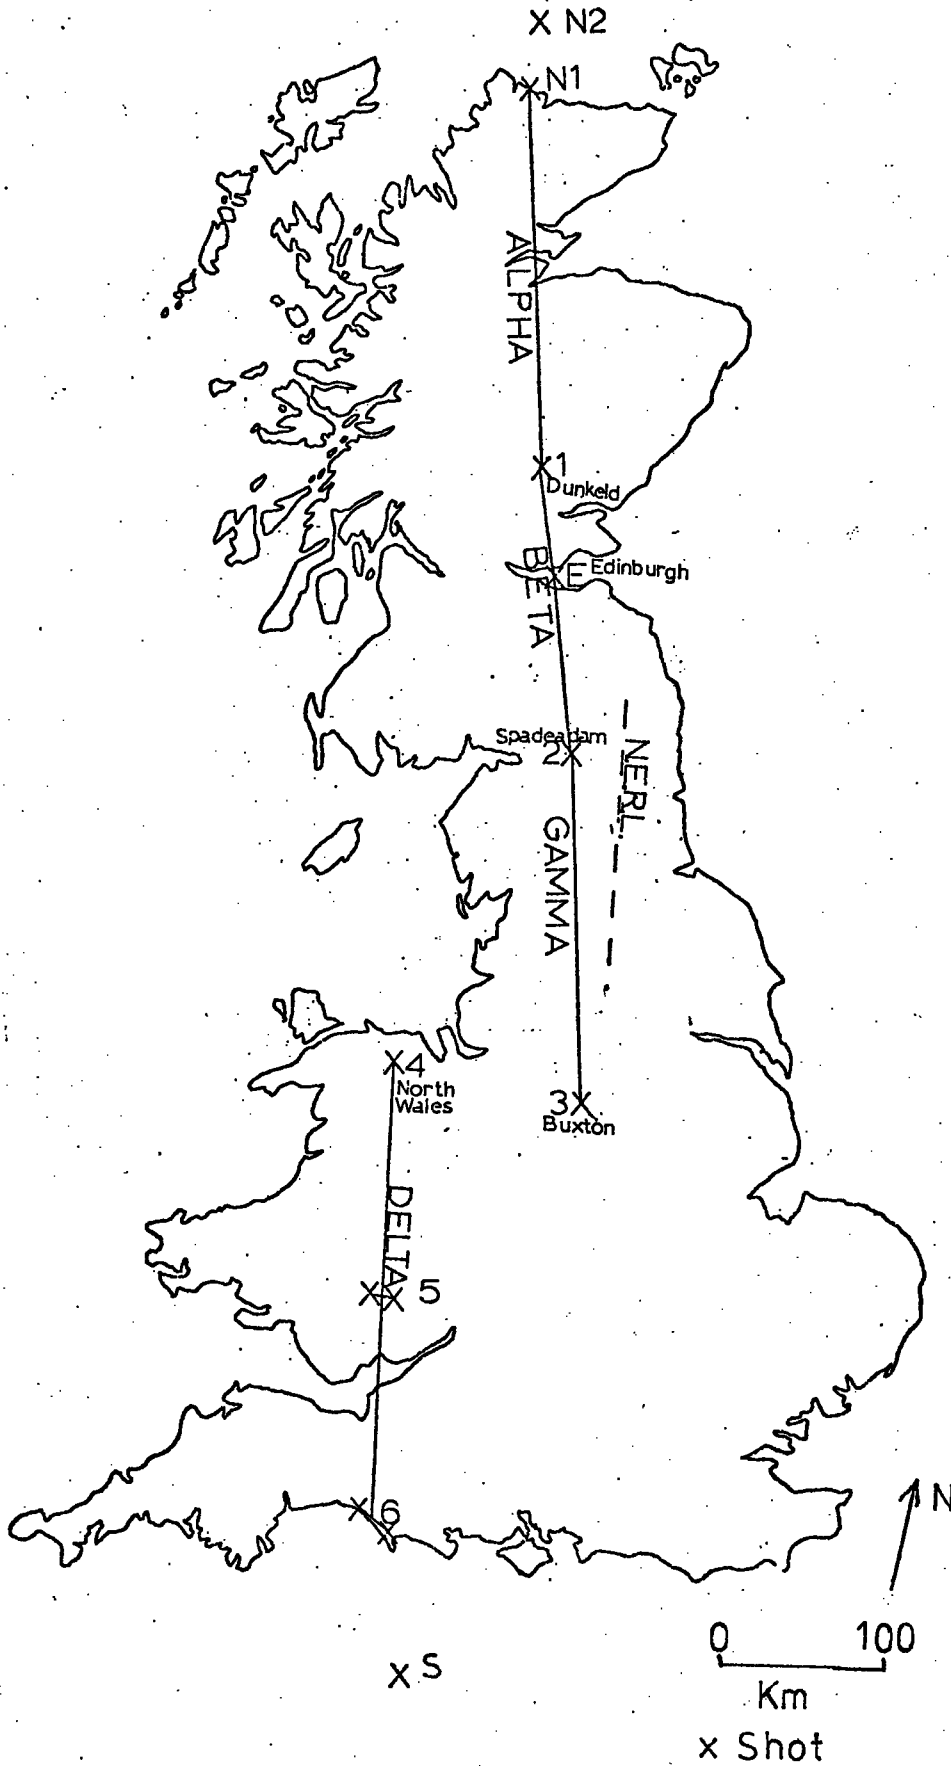 x N2
N1
ALPHA
1
Dunkeld
Edinburgh
E
BETA
Spadeadam
2
NERL
GAMMA
4
North
Wales
3
Buxton
DELTA
5
6
N
S
x
0 100
Km
x Shot